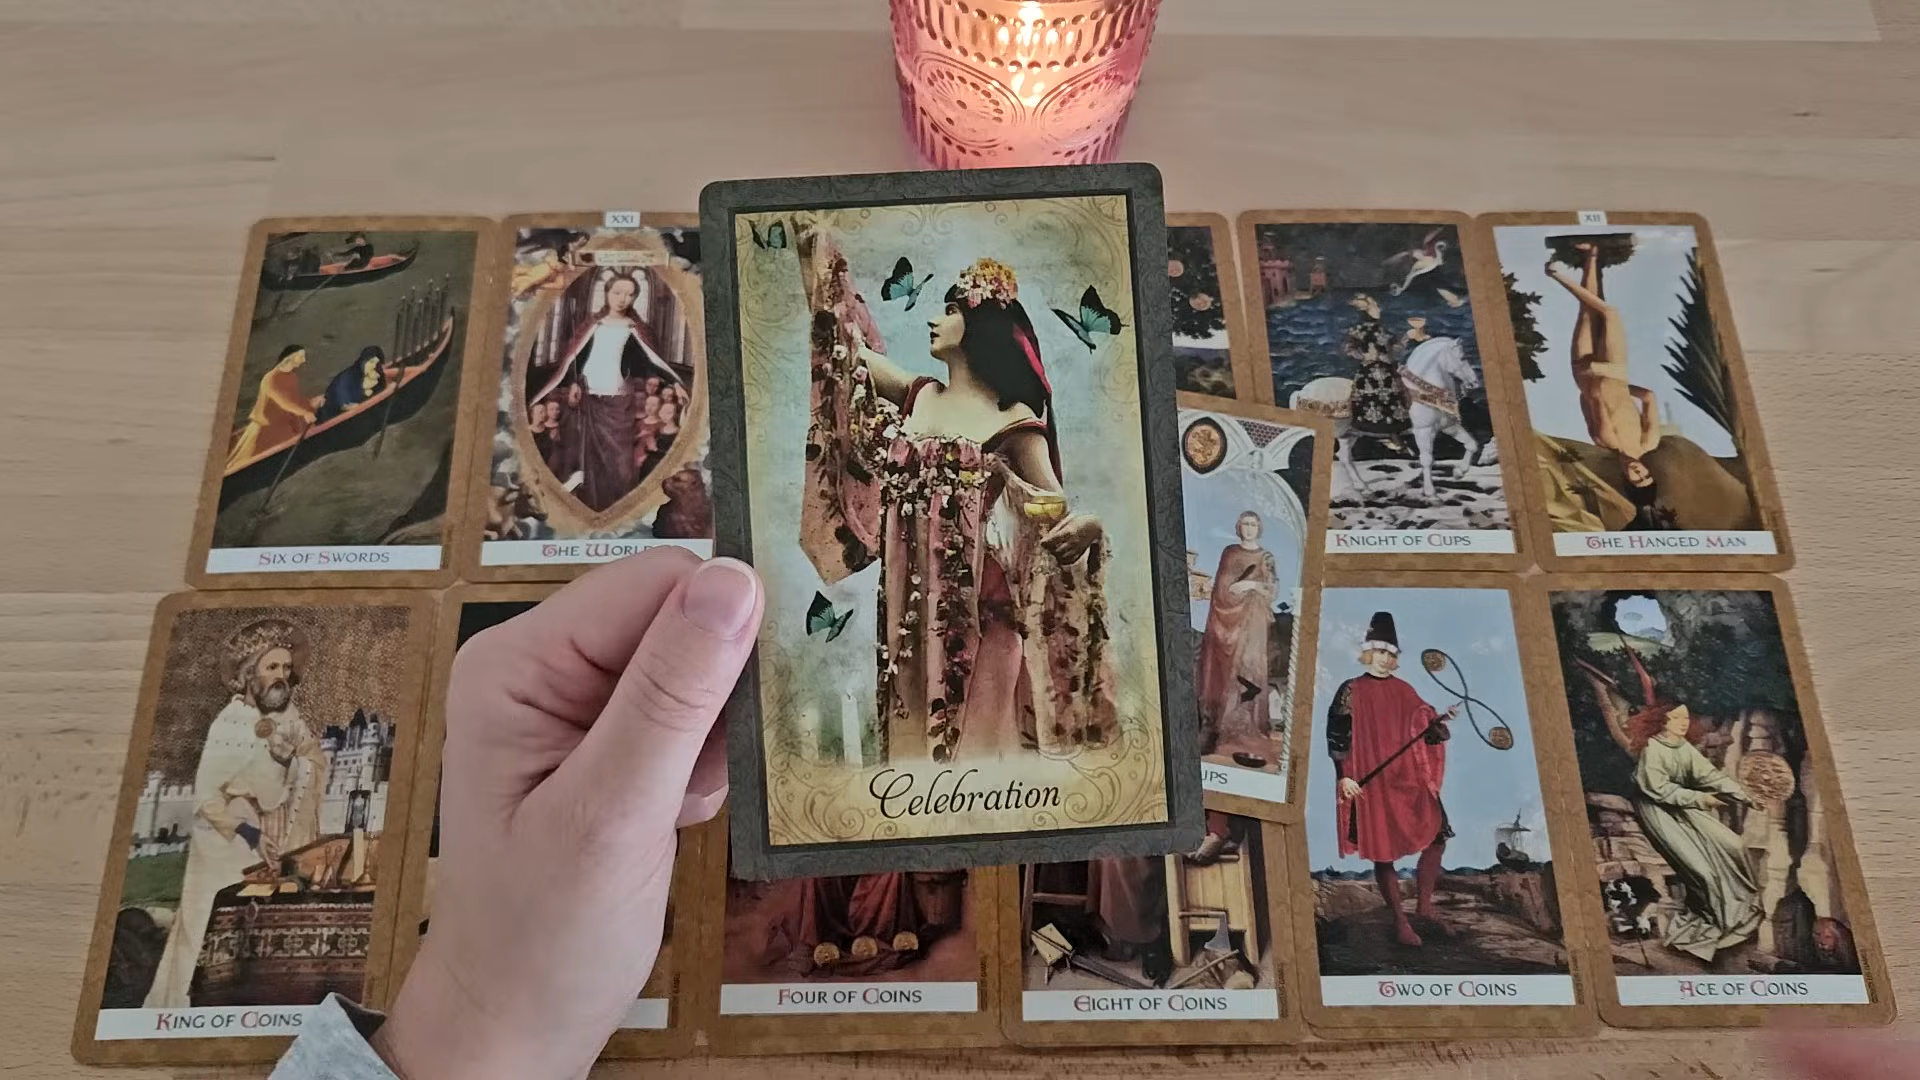 XXI
XII
SIX OF SWORDS
THE WORLD
KNIGHT OF CUPS
THE HANGED MAN
Celebration
UPS
KING OF COINS
FOUR OF COINS
EIGHT OF COINS
TWO OF COINS
ACE OF COINS